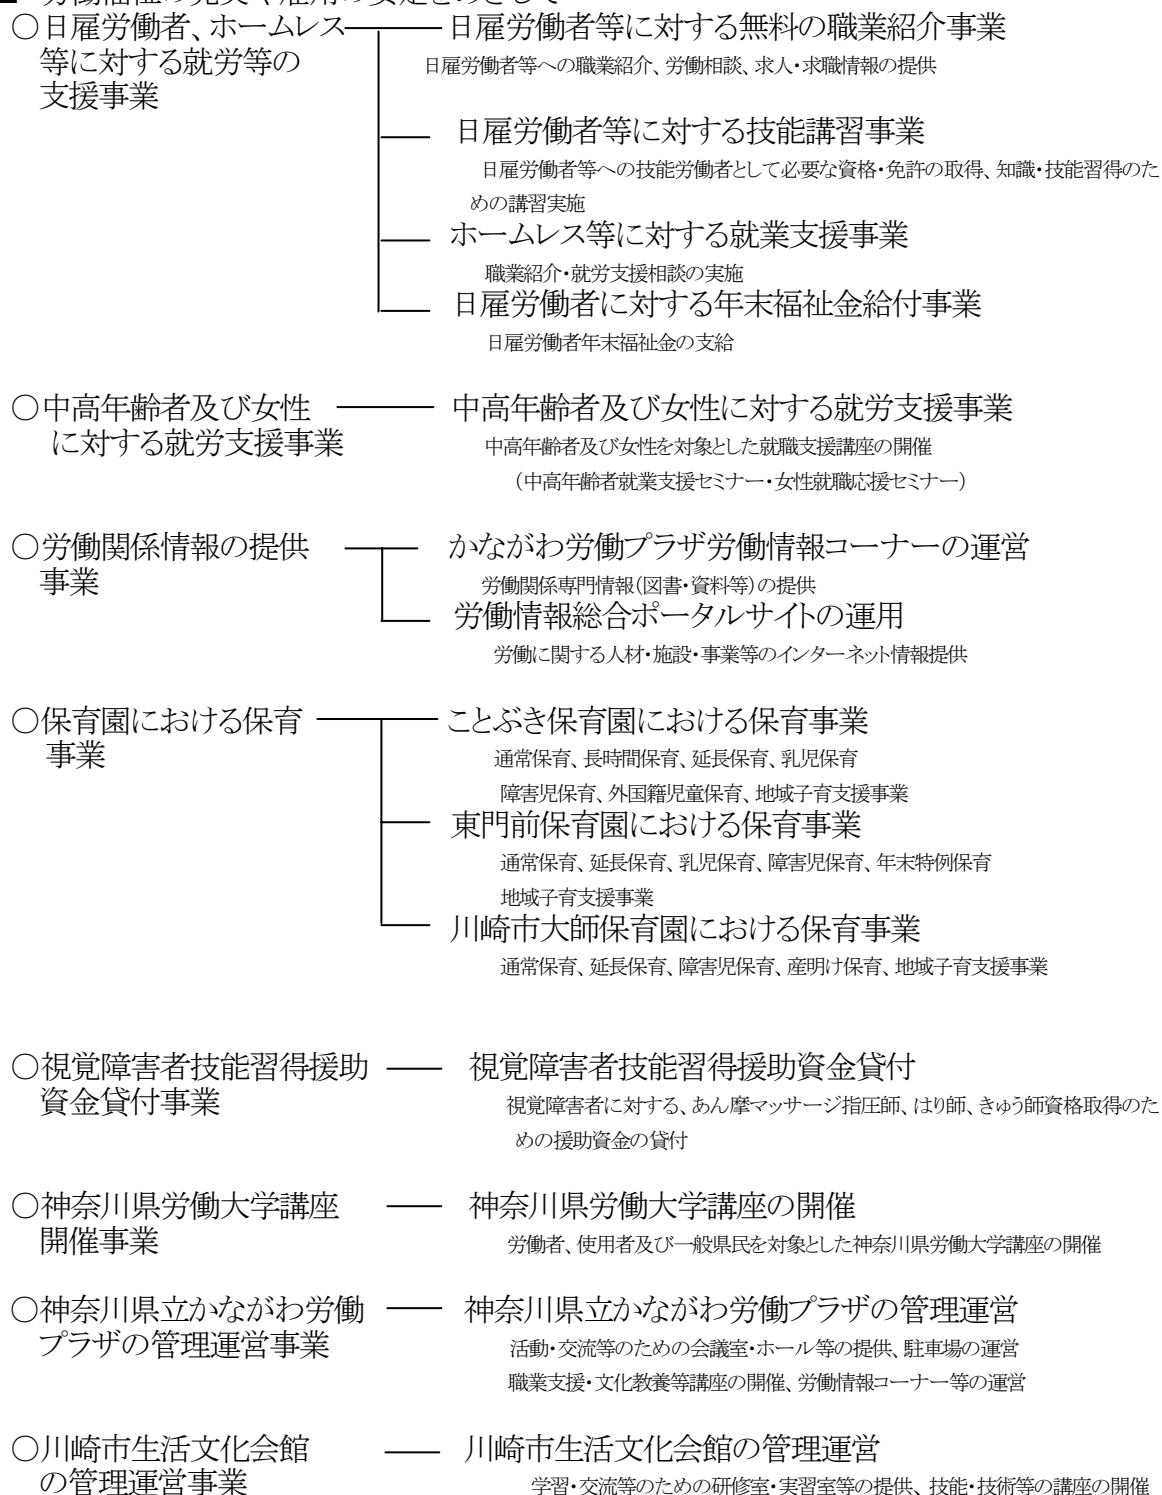 ○日雇労働者、ホームレス 日雇労働者等に対する無料の職業紹介事業
等に対する就労等の 日雇労働者等への職業紹介、労働相談、求人・求職情報の提供
支援事業
日雇労働者等に対する技能講習事業
日雇労働者等への技能労働者として必要な資格・免許の取得、知識・技能習得のた
めの講習実施
ホームレス等に対する就業支援事業
職業紹介・就労支援相談の実施
日雇労働者に対する年末福祉金給付事業
日雇労働者年末福祉金の支給
○中高年齢者及び女性 中高年齢者及び女性に対する就労支援事業
に対する就労支援事業 中高年齢者及び女性を対象とした就職支援講座の開催
（中高年齢者就業支援セミナー・女性就職応援セミナー）
○労働関係情報の提供 かながわ労働プラザ労働情報コーナーの運営
事業 労働関係専門情報(図書・資料等)の提供
労働情報総合ポータルサイトの運用
労働に関する人材・施設・事業等のインターネット情報提供
○保育園における保育 ことぶき保育園における保育事業
事業 通常保育、長時間保育、延長保育、乳児保育
障害児保育、外国籍児童保育、地域子育支援事業
東門前保育園における保育事業
通常保育、延長保育、乳児保育、障害児保育、年末特例保育
地域子育支援事業
川崎市大師保育園における保育事業
通常保育、延長保育、障害児保育、産明け保育、地域子育支援事業
○視覚障害者技能習得援助 視覚障害者技能習得援助資金貸付
資金貸付事業 視覚障害者に対する、あん摩マッサージ指圧師、はり師、きゅう師資格取得のた
めの援助資金の貸付
○神奈川県労働大学講座 神奈川県労働大学講座の開催
開催事業 労働者、使用者及び一般県民を対象とした神奈川県労働大学講座の開催
○神奈川県立かながわ労働 神奈川県立かながわ労働プラザの管理運営
プラザの管理運営事業 活動・交流等のための会議室・ホール等の提供、駐車場の運営
職業支援・文化教養等講座の開催、労働情報コーナー等の運営
○川崎市生活文化会館 川崎市生活文化会館の管理運営
の管理運営事業 学習・交流等のための研修室・実習室等の提供、技能・技術等の講座の開催